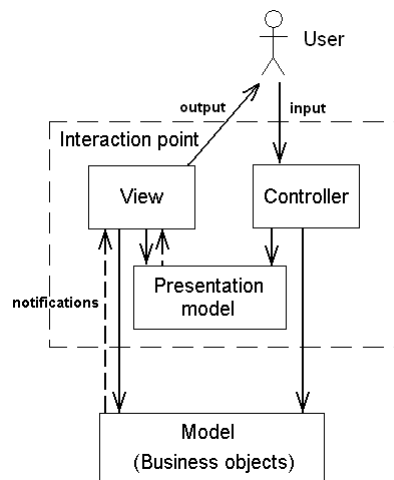 User
output
input
Interaction point
View
Controller
Presentation
model
notifications
Model
(Business objects)